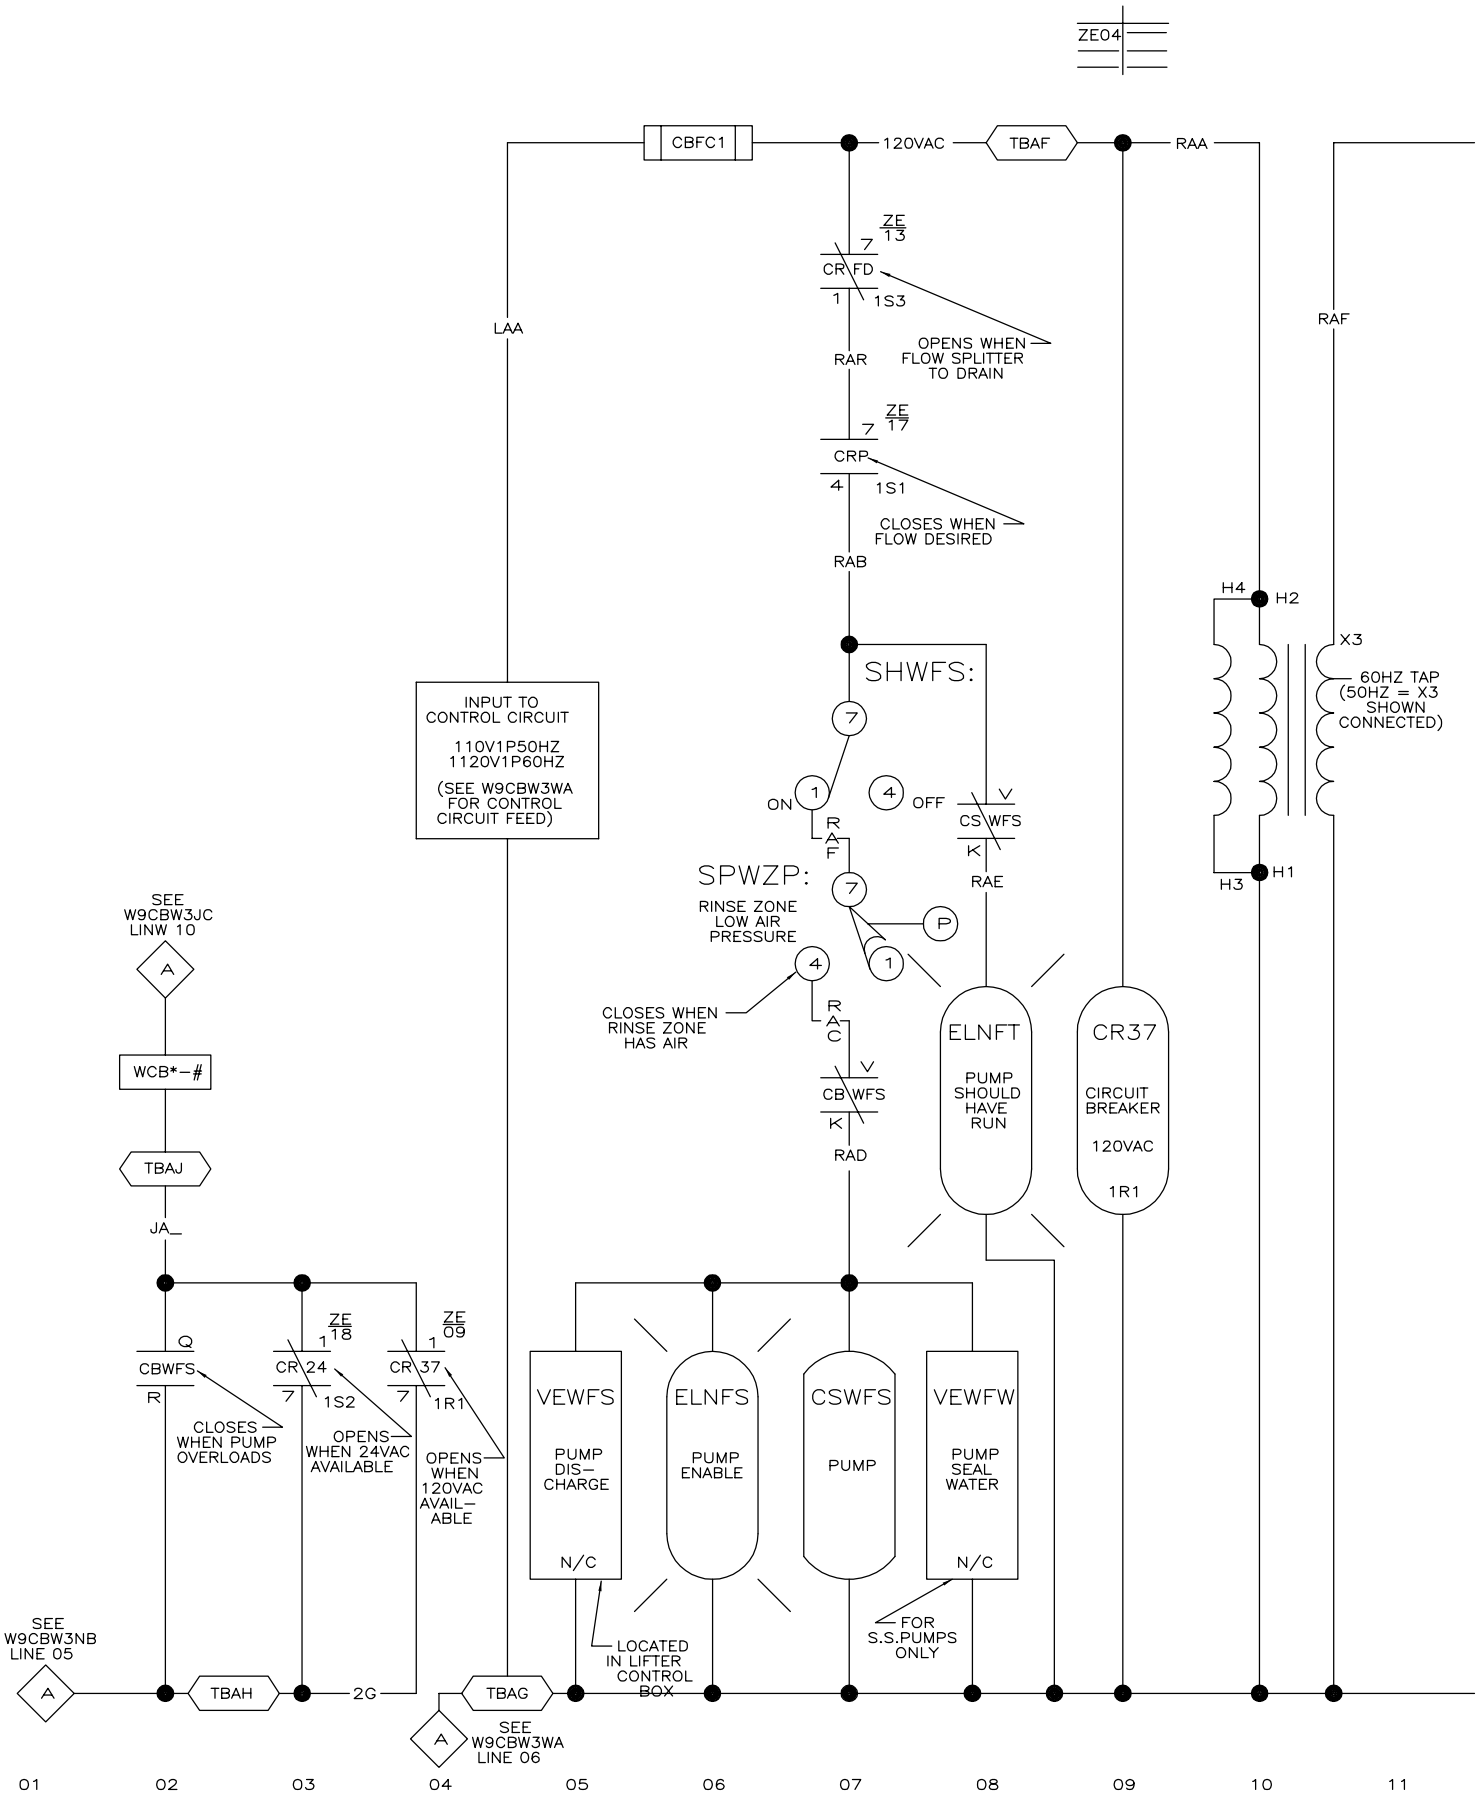 ZE04
CBFC1
120VAC
TBAF
RAA
ZE
13
7
CR FD
1
1S3
LAA
RAF
OPENS WHEN
FLOW SPLITTER
TO DRAIN
RAR
ZE
17
7
CRP
4
1S1
CLOSES WHEN
FLOW DESIRED
RAB
H4
H2
X3
SHWFS:
60HZ TAP
(50HZ = X3
SHOWN
CONNECTED)
INPUT TO
CONTROL CIRCUIT
110V1P50HZ
1120V1P60HZ
(SEE W9CBW3WA
FOR CONTROL
CIRCUIT FEED)
7
ON
1
4
OFF
V
CS WFS
K
RAF
RAE
H3
H1
SPWZP:
RINSE ZONE
LOW AIR
PRESSURE
7
P
4
1
SEE
W9CBW3JC
LINW 10
A
CLOSES WHEN
RINSE ZONE
HAS AIR
RAC
ELNFT
PUMP
SHOULD
HAVE
RUN
CR37
CIRCUIT
BREAKER
120VAC
1R1
WCB*-#
V
CB WFS
K
RAD
TBAJ
JA_
Q
CBWFS
R
CLOSES
WHEN PUMP
OVERLOADS
ZE
18
1
CR 24
7
1S2
OPENS
WHEN 24VAC
AVAILABLE
ZE
09
1
CR 37
7
1R1
OPENS
WHEN
120VAC
AVAIL-
ABLE
VEWFS
PUMP
DIS-
CHARGE
N/C
ELNFS
PUMP
ENABLE
CSWFS
PUMP
VEWFW
PUMP
SEAL
WATER
N/C
SEE
W9CBW3NB
LINE 05
A
TBAH
2G
TBAG
LOCATED
IN LIFTER
CONTROL
BOX
FOR
S.S.PUMPS
ONLY
A
SEE
W9CBW3WA
LINE 06
01 02 03 04 05 06 07 08 09 10 11